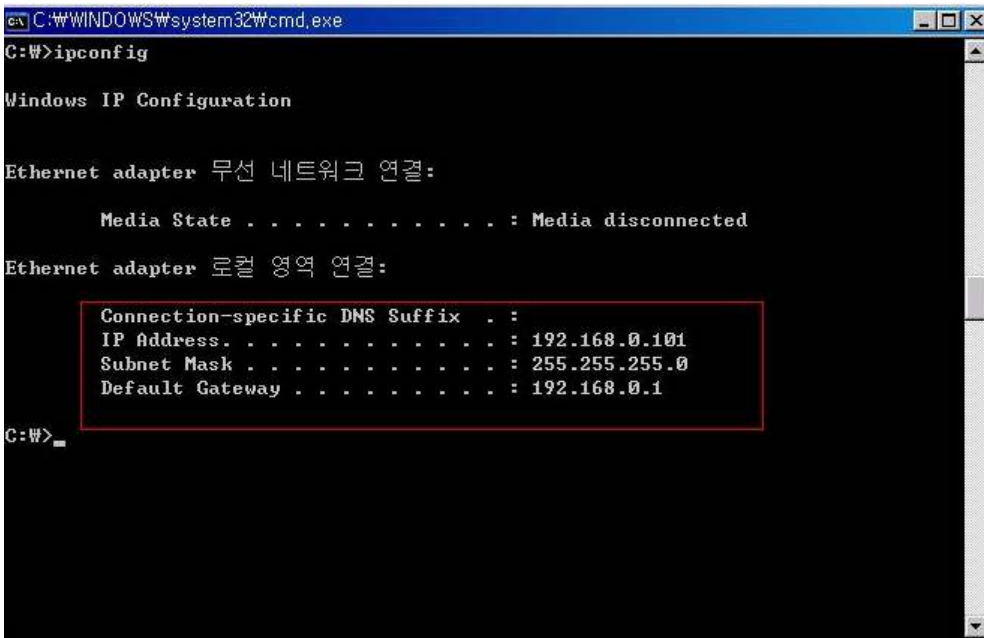 C:₩WINDOWS₩system32₩cmd.exe
C:₩>ipconfig
Windows IP Configuration
Ethernet adapter 무선 네트워크 연결:
Media State . . . . . . . . . . . : Media disconnected
Ethernet adapter 로컬 영역 연결:
Connection-specific DNS Suffix  . :
IP Address. . . . . . . . . . . . : 192.168.0.101
Subnet Mask . . . . . . . . . . . : 255.255.255.0
Default Gateway . . . . . . . . . : 192.168.0.1
C:₩>_